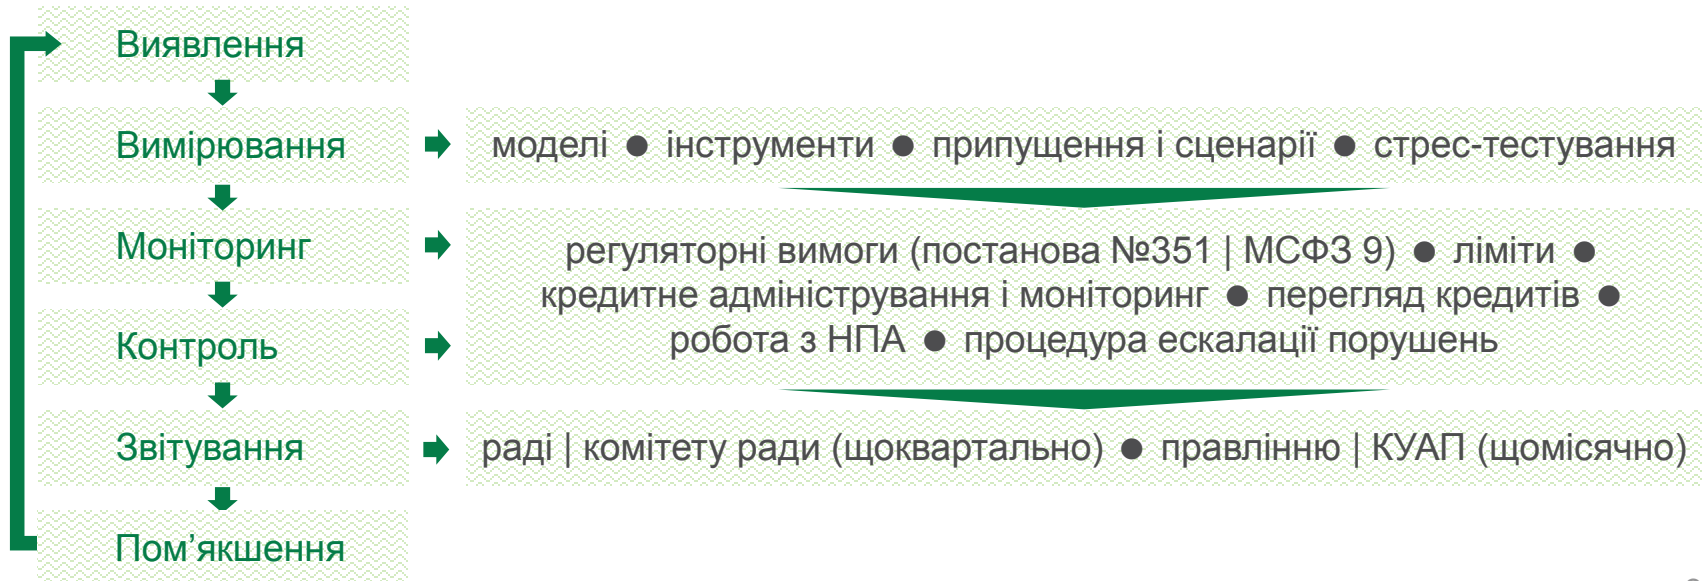 Виявлення
Вимірювання
моделі ● інструменти ● припущення і сценарії ● стрес-тестування
Моніторинг
регуляторні вимоги (постанова №351 | МСФЗ 9) ● ліміти ●
кредитне адміністрування і моніторинг ● перегляд кредитів ●
робота з НПА ● процедура ескалації порушень
Контроль
Звітування
раді | комітету ради (щоквартально) ● правлінню | КУАП (щомісячно)
Пом’якшення